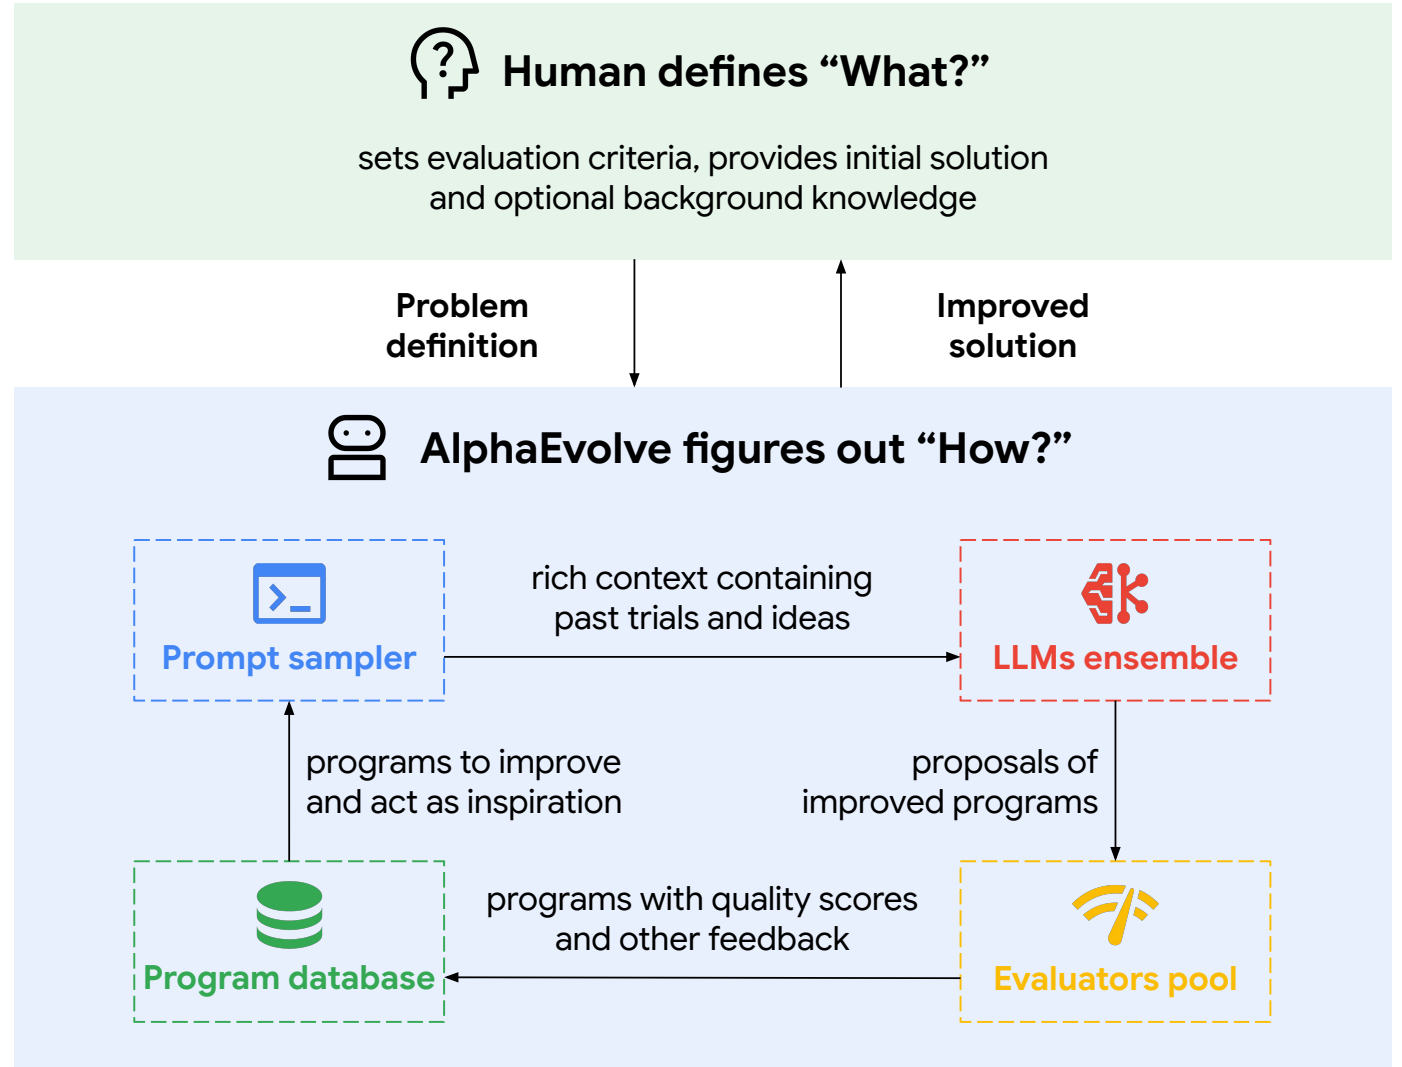 Human defines “What?”
sets evaluation criteria, provides initial solution
and optional background knowledge
Problem
definition
Improved
solution
AlphaEvolve figures out “How?”
Prompt sampler
rich context containing
past trials and ideas
LLMs ensemble
programs to improve
and act as inspiration
proposals of
improved programs
Program database
programs with quality scores
and other feedback
Evaluators pool